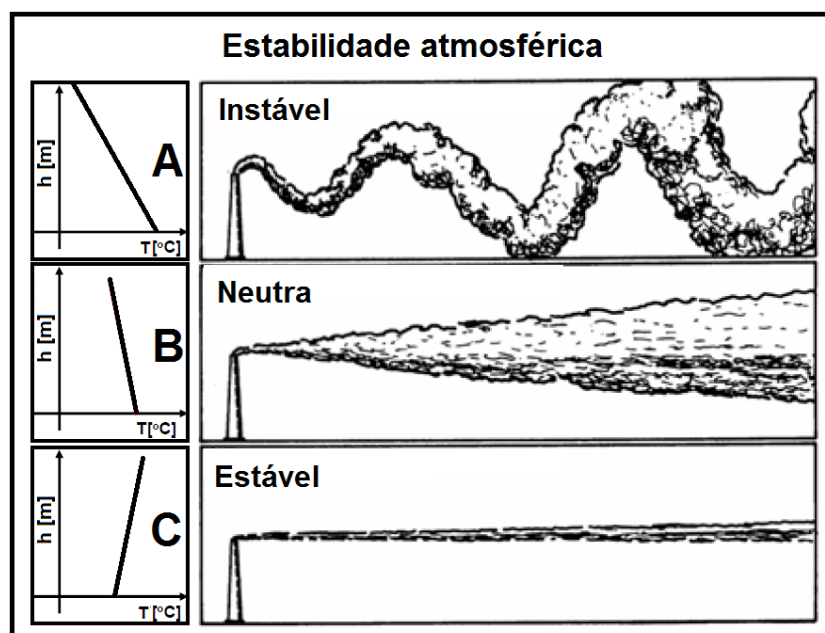 Estabilidade atmosférica
h [m]
A
T[°C]
Instável
h [m]
B
T[°C]
Neutra
h [m]
C
T[°C]
Estável